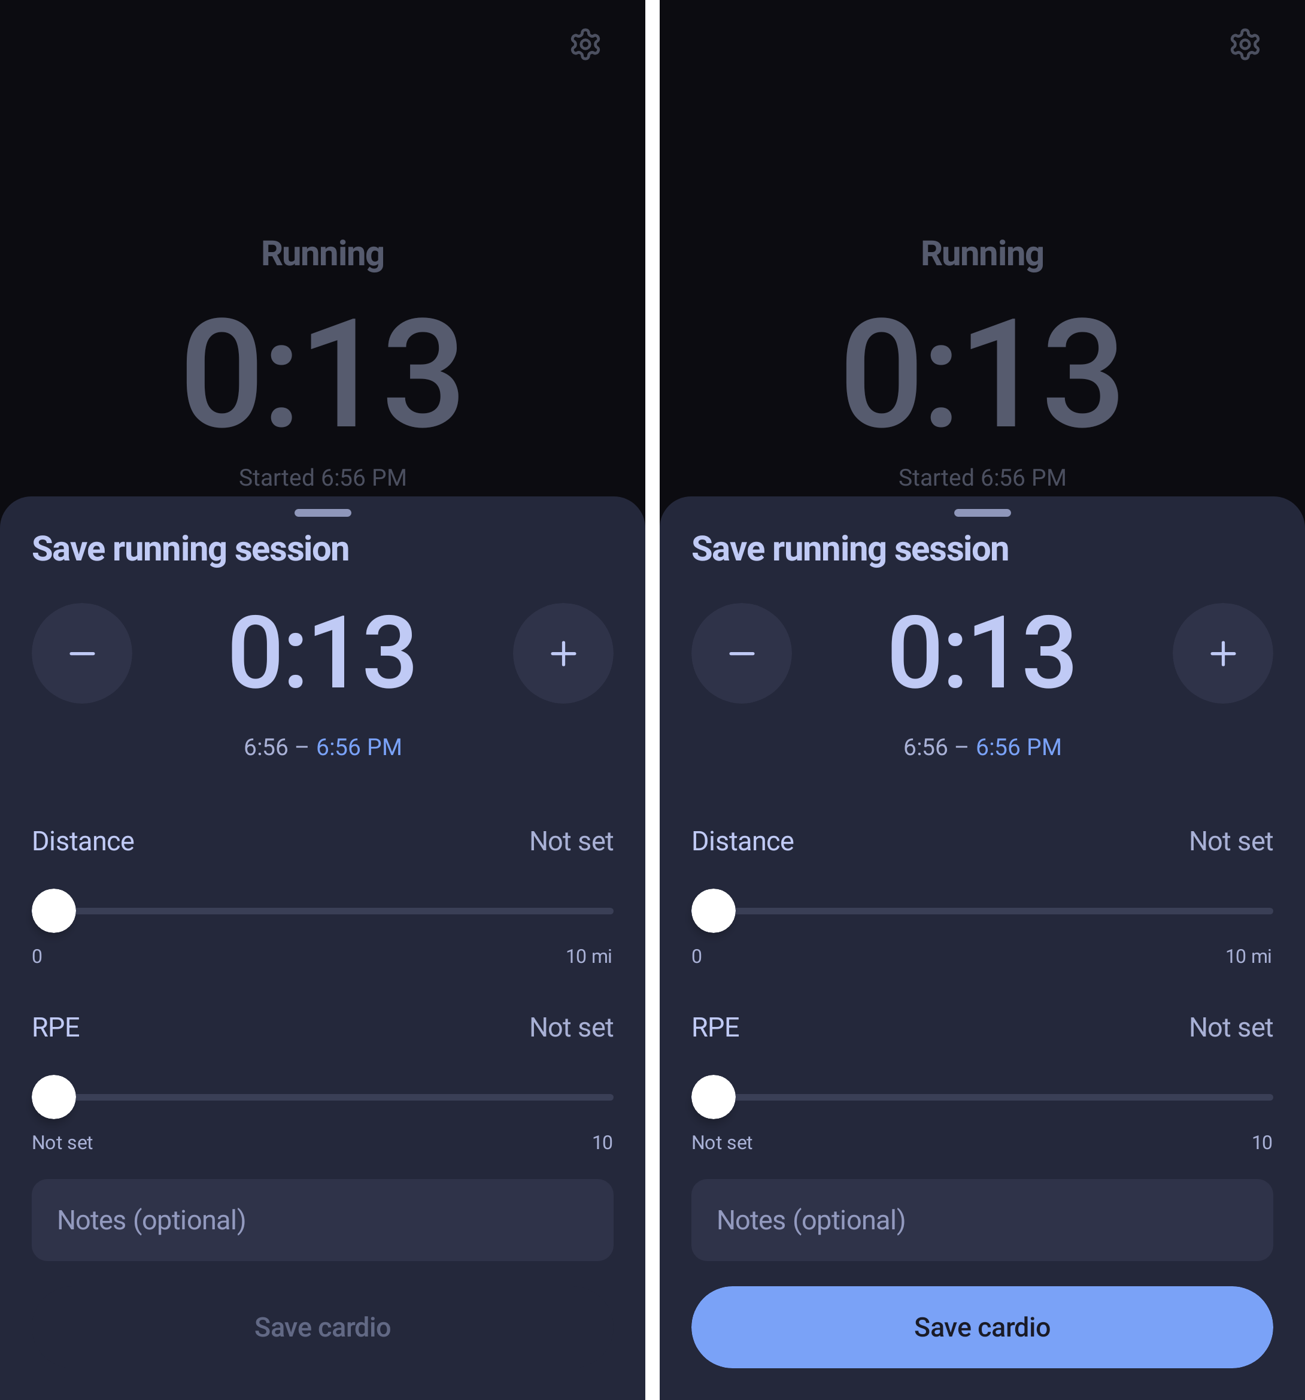 Running
0:13
Started 6:56 PM
Save running session
0:13
6:56 – 6:56 PM
Distance Not set
0 10 mi
RPE Not set
Not set 10
Notes (optional)
Save cardio
Running
0:13
Started 6:56 PM
Save running session
0:13
6:56 – 6:56 PM
Distance Not set
0 10 mi
RPE Not set
Not set 10
Notes (optional)
Save cardio